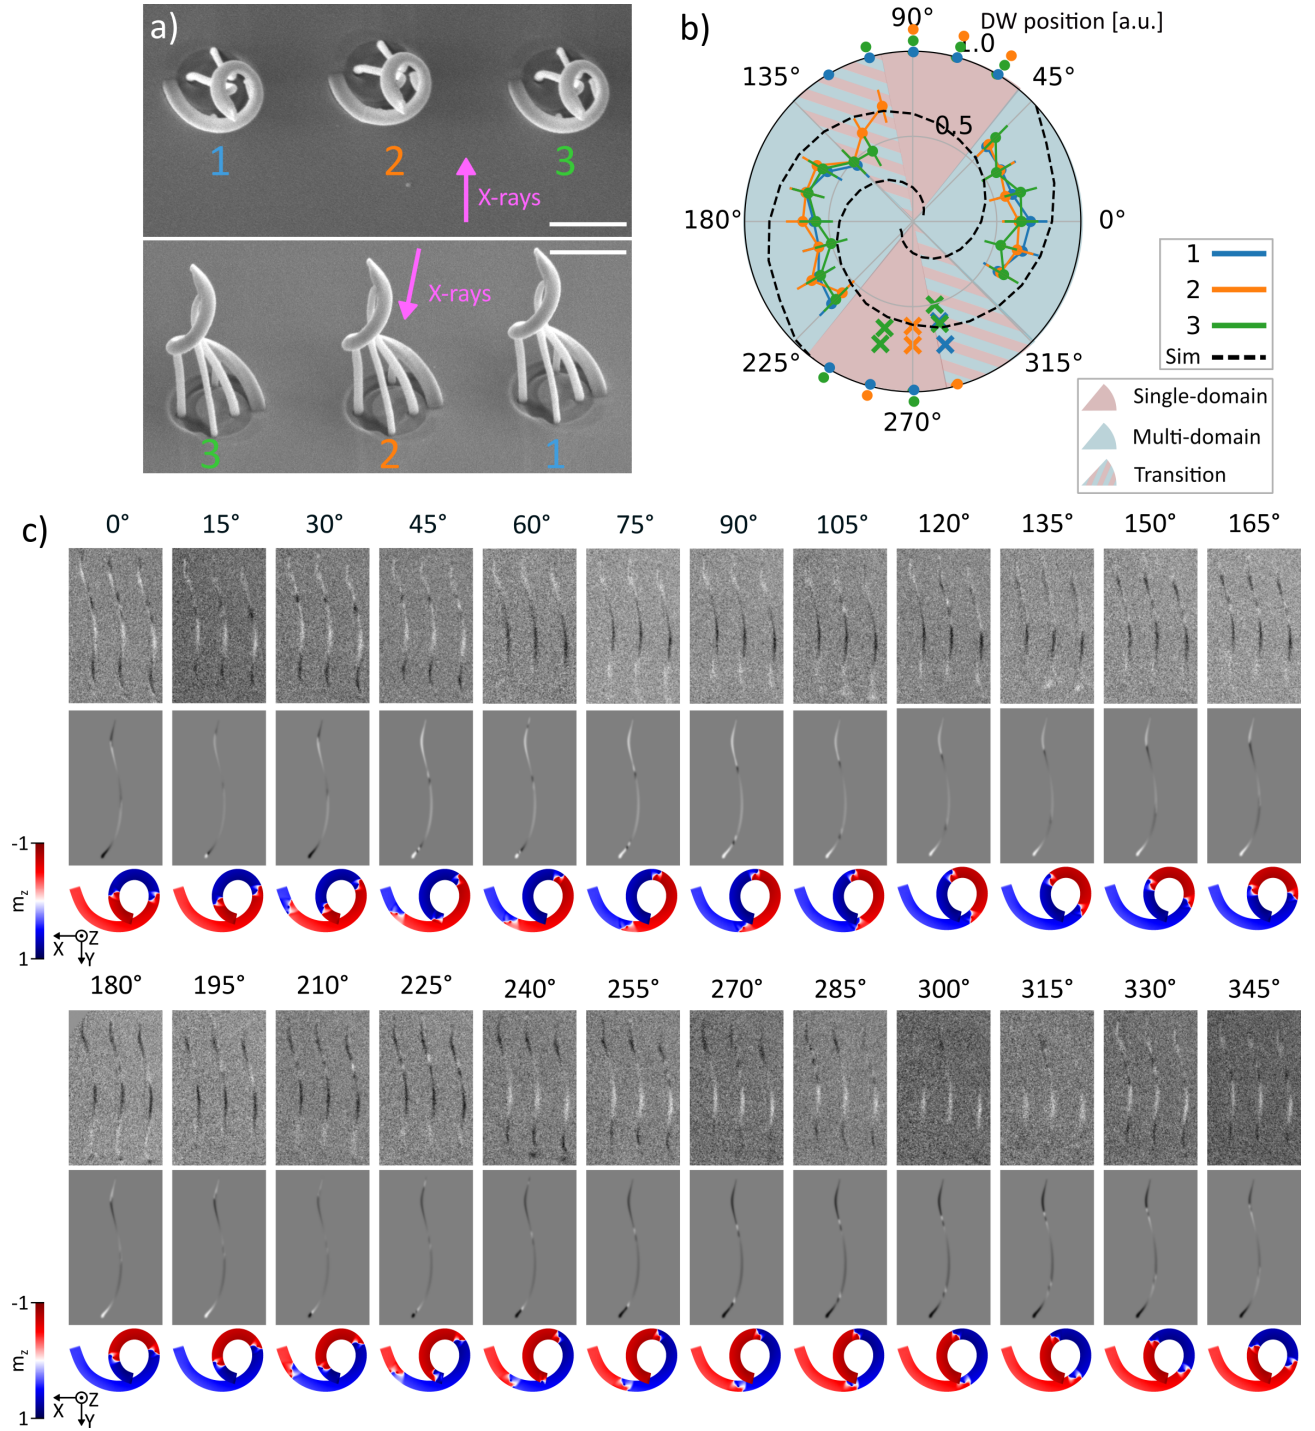 a)
1 2 3
X-rays
X-rays
3 2 1
b)
90° DW position [a.u.]
1.0
135° 45°
0.5
180° 0°
225° 315°
270°
1
2
3
Sim
Single-domain
Multi-domain
Transition
c)
0° 15° 30° 45° 60° 75° 90° 105° 120° 135° 150° 165°
-1
m_z
1
X Z
Y
180° 195° 210° 225° 240° 255° 270° 285° 300° 315° 330° 345°
-1
m_z
1
X Z
Y